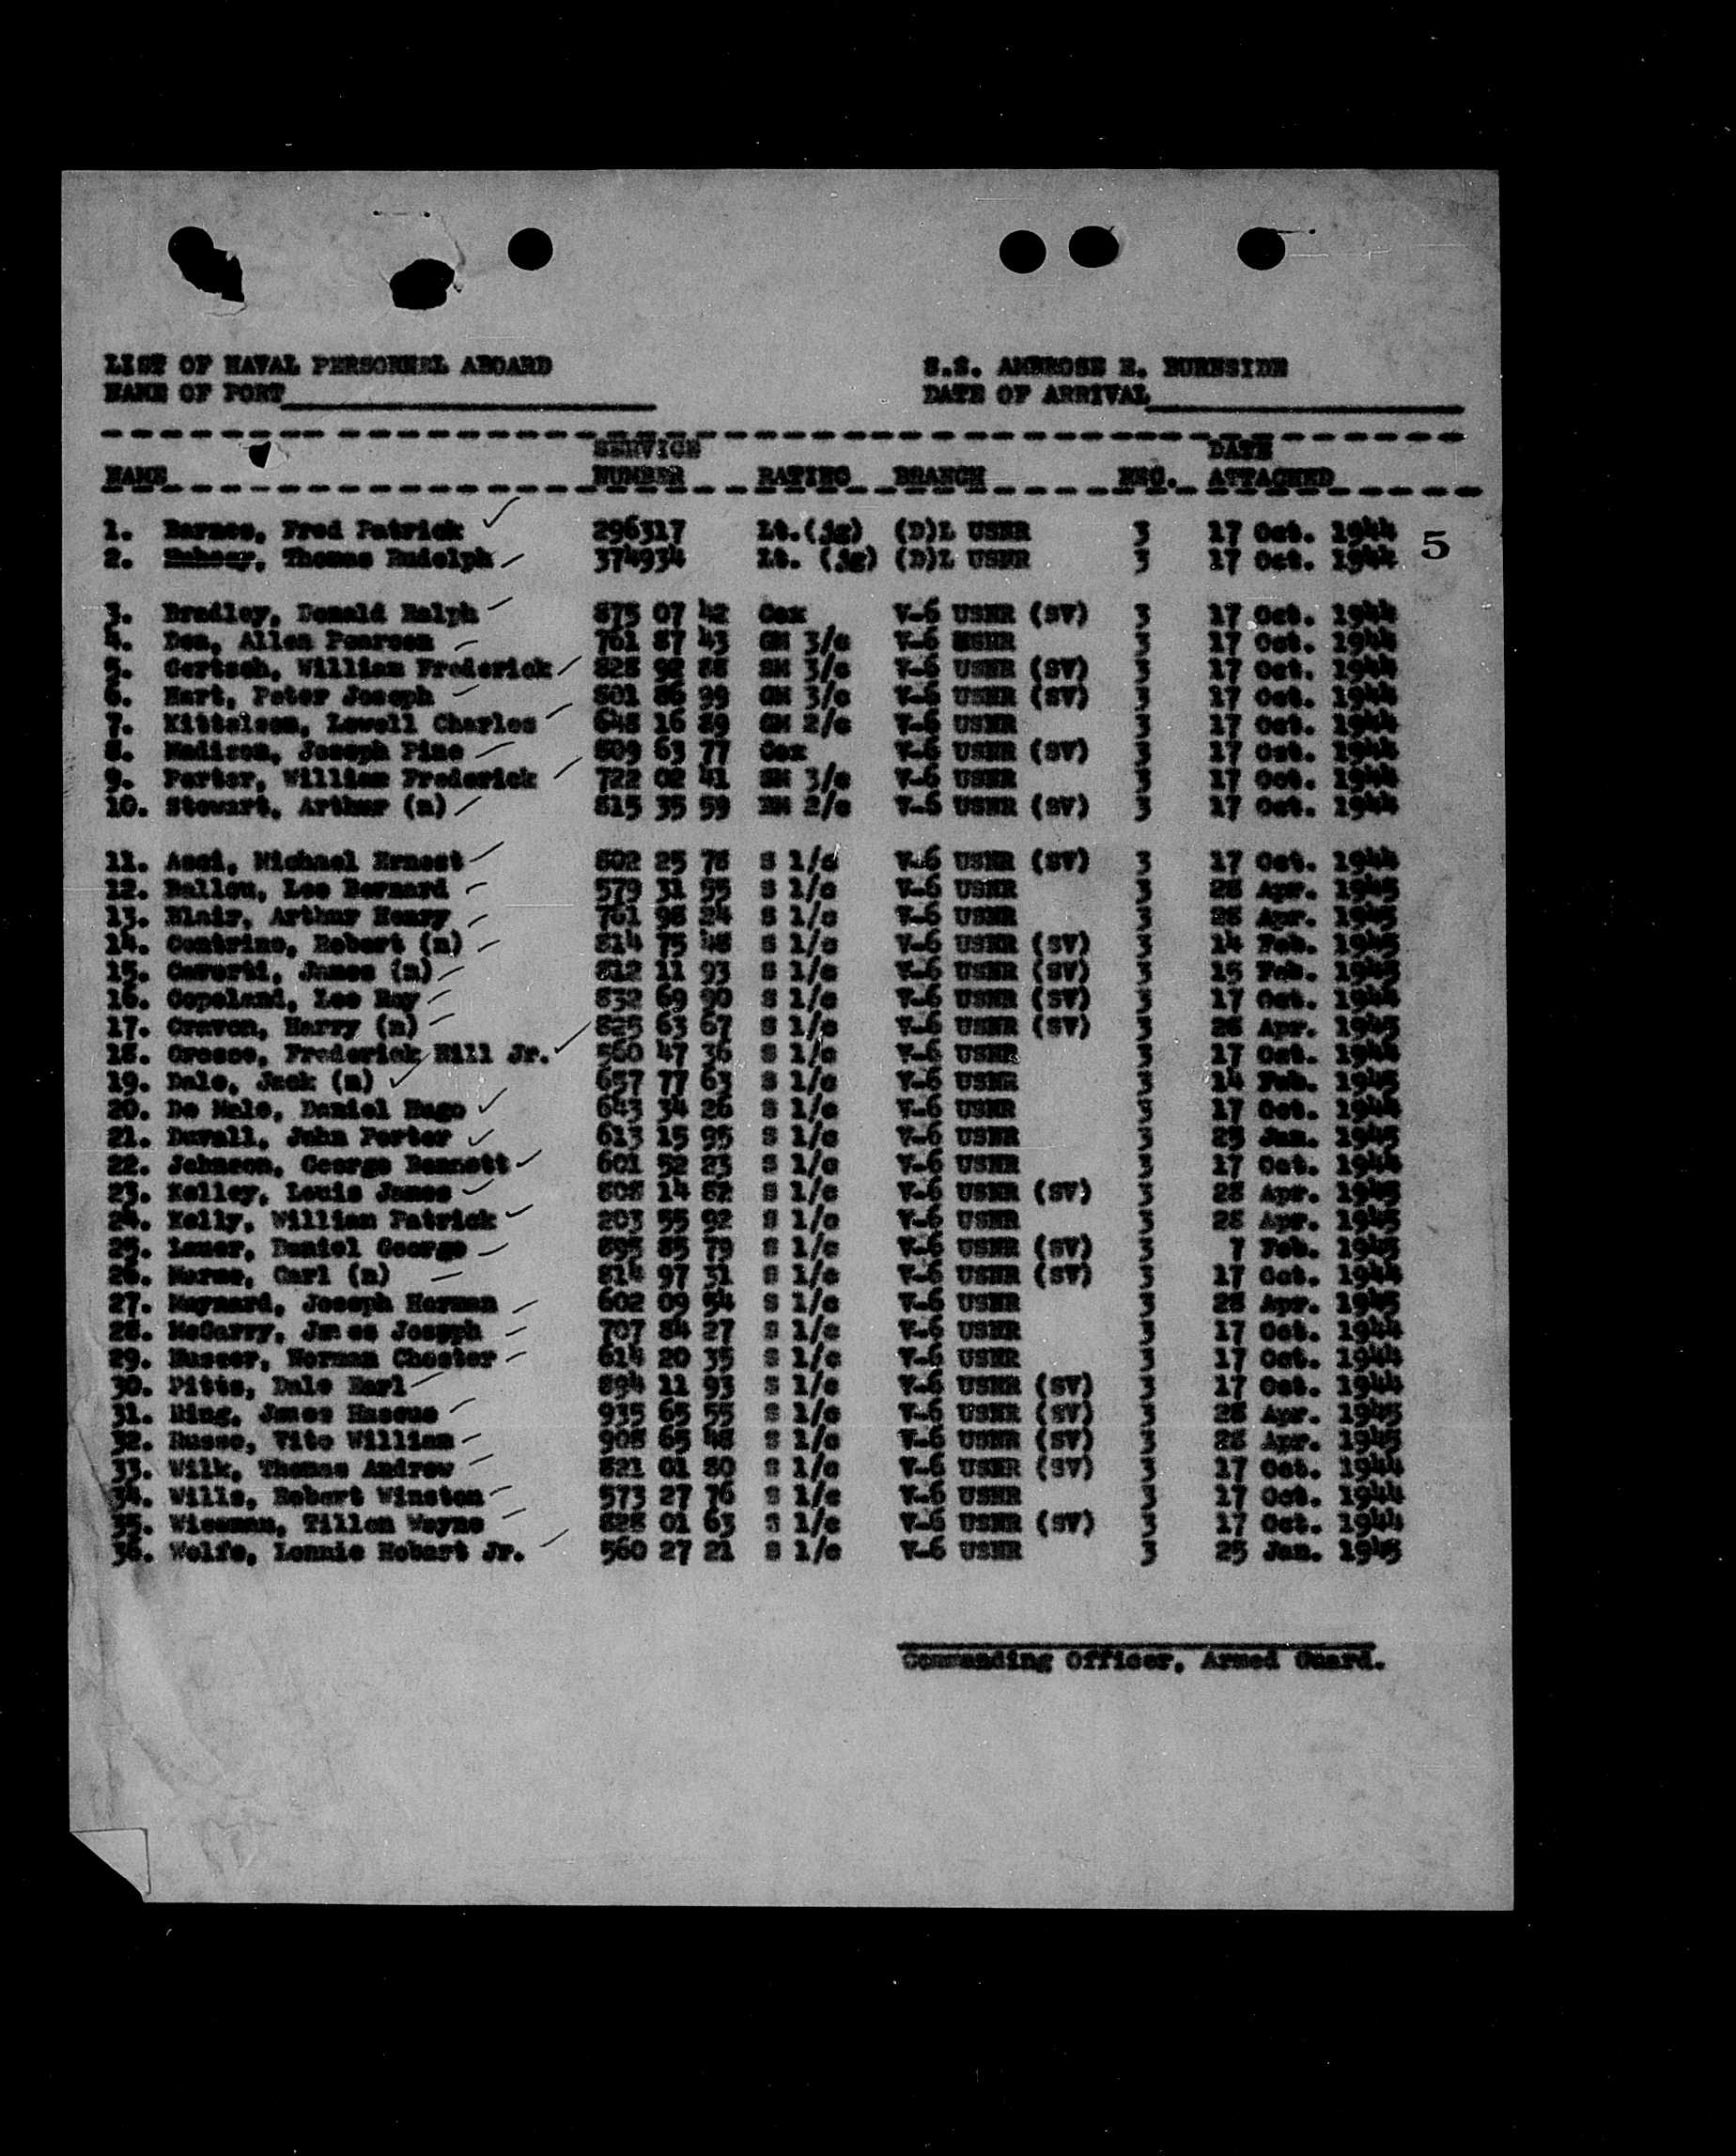 LIST OF NAVAL PERSONNEL ABOARD S.S. AMBROSE E. BURNSIDE
NAME OF PORT DATE OF ARRIVAL
SERVICE DATE
NAME NUMBER RATING BRANCH ATTACHED
1. Barnes, Fred Patrick 296317 Lt.(jg) (D)L USNR 3 17 Oct. 1944
5
2. Thomas Rudolph 374934 Lt. (jg) (D)L USNR 3 17 Oct. 1944
3. Bradley, Donald Ralph 875 07 42 Cox V-6 USNR (SV) 3 17 Oct. 1944
4. Allen Pearson 761 87 43 GM 3/c V-6 USNR 3 17 Oct. 1944
5. Gertsch, William Frederick 828 92 88 SM 3/c V-6 USNR (SV) 3 17 Oct. 1944
6. Hart, Peter Joseph 801 86 99 GM 3/c V-6 USNR (SV) 3 17 Oct. 1944
7. Kittelson, Lowell Charles 648 16 89 GM 2/c V-6 USNR 3 17 Oct. 1944
8. Madison, Joseph Pine 809 63 77 Cox V-6 USNR (SV) 3 17 Oct. 1944
9. Porter, William Frederick 722 02 41 SM 3/c V-6 USNR 3 17 Oct. 1944
10. Stewart, Arthur (n) 815 35 59 2/c V-6 USNR (SV) 3 17 Oct. 1944
11. Asci, Michael Ernest 802 25 78 S 1/c V-6 USNR (SV) 3 17 Oct. 1944
12. Ballou, Lee Bernard 579 31 95 S 1/c V-6 USNR 3 28 Apr. 1945
13. Blair, Arthur Henry 761 98 24 S 1/c V-6 USNR 3 28 Apr. 1945
14. Contrino, Robert (n) 814 75 48 S 1/c V-6 USNR (SV) 3 14 Feb. 1945
15. Caverti, James (n) 812 11 93 S 1/c V-6 USNR (SV) 3 15 Feb. 1945
16. Copeland, Lee Roy 832 69 90 S 1/c V-6 USNR (SV) 3 17 Oct. 1944
17. Craven, Harry (n) 825 63 67 S 1/c V-6 USNR (SV) 3 28 Apr. 1945
18. Crosoe, Frederick Hill Jr. 560 47 36 S 1/c V-6 USNR 3 17 Oct. 1944
19. Dale, Jack (n) 657 77 63 S 1/c V-6 USNR 3 14 Feb. 1945
20. De Melo, Daniel Hugo 643 34 26 S 1/c V-6 USNR 3 17 Oct. 1944
21. Duvall, John Porter 613 15 95 S 1/c V-6 USNR 3 25 Jan. 1945
22. Johnson, George Bennett 601 52 23 S 1/c V-6 USNR 3 17 Oct. 1944
23. Kelley, Louis James 808 14 82 S 1/c V-6 USNR (SV) 3 28 Apr. 1945
24. Kelly, William Patrick 203 55 92 S 1/c V-6 USNR 3 28 Apr. 1945
25. Lauer, Daniel George 895 85 79 S 1/c V-6 USNR (SV) 3 7 Feb. 1945
26. Carl (n) 814 97 31 S 1/c V-6 USNR (SV) 3 17 Oct. 1944
27. Maynard, Joseph Herman 602 09 54 S 1/c V-6 USNR 3 28 Apr. 1945
28. McGarry, James Joseph 707 84 27 S 1/c V-6 USNR 3 17 Oct. 1944
29. Norman Chester 614 20 35 S 1/c V-6 USNR 3 17 Oct. 1944
30. Pitts, Dale Earl 894 11 93 S 1/c V-6 USNR (SV) 3 17 Oct. 1944
31. Ring, James 935 65 55 S 1/c V-6 USNR (SV) 3 28 Apr. 1945
32. Russo, Vito William 908 65 48 S 1/c V-6 USNR (SV) 3 28 Apr. 1945
33. Wilk, Thomas Andrew 821 01 80 S 1/c V-6 USNR (SV) 3 17 Oct. 1944
34. Wills, Robert Winston 573 27 76 S 1/c V-6 USNR 3 17 Oct. 1944
35. Wiseman, Tillon Wayne 828 01 63 S 1/c V-6 USNR (SV) 3 17 Oct. 1944
36. Wolfe, Lonnie Hobart Jr. 560 27 21 S 1/c V-6 USNR 3 25 Jan. 1945
Commanding Officer, Armed Guard.